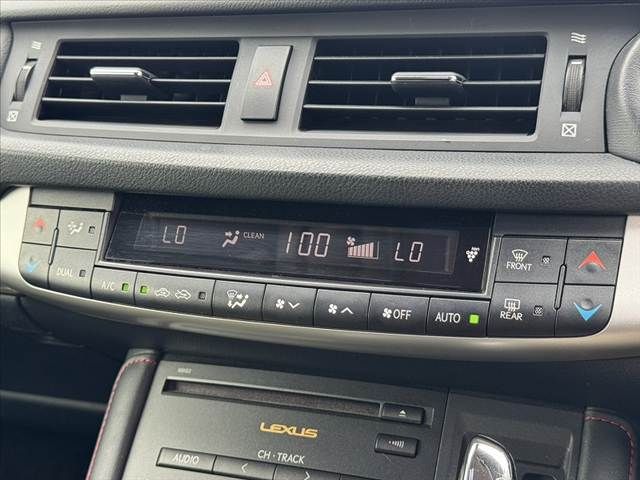 LO CLEAN 100 LO
DUAL
FRONT
A/C
OFF
AUTO
REAR
LEXUS
AUDIO
CH · TRACK